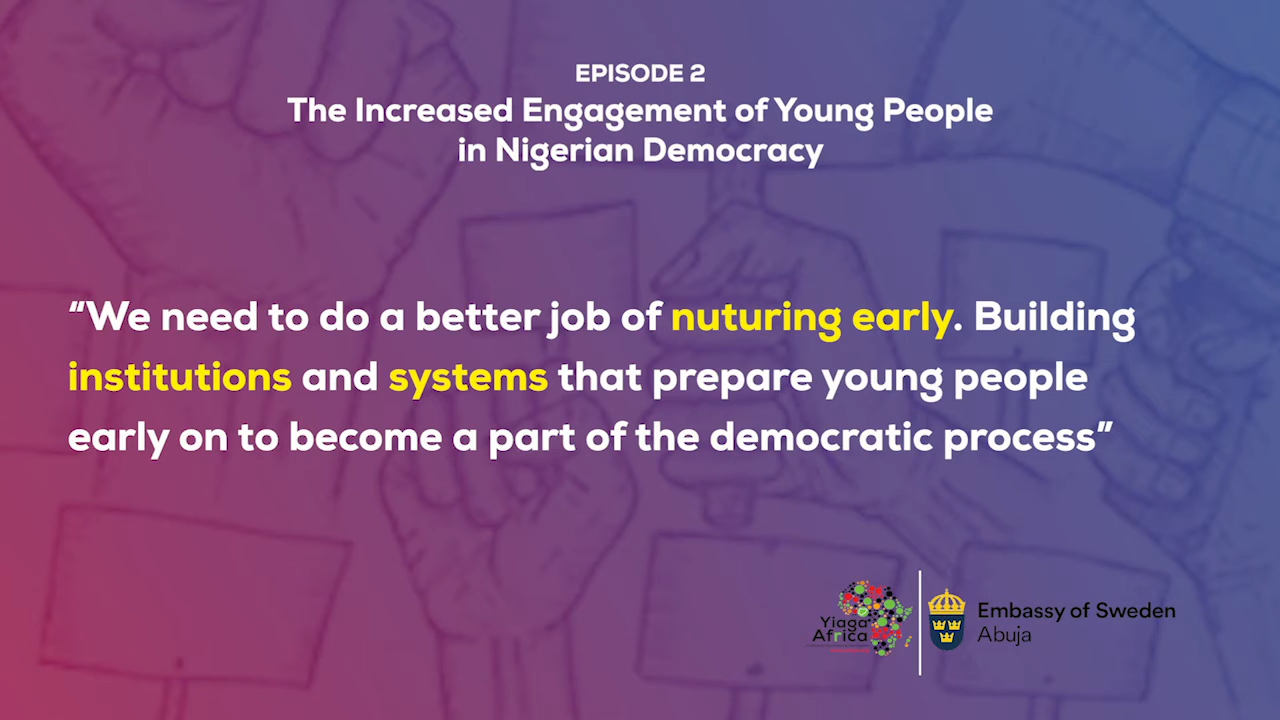 EPISODE 2
The Increased Engagement of Young People
in Nigerian Democracy
“We need to do a better job of nuturing early. Building
institutions and systems that prepare young people
early on to become a part of the democratic process”
Yiaga
Africa
Embassy of Sweden
Abuja